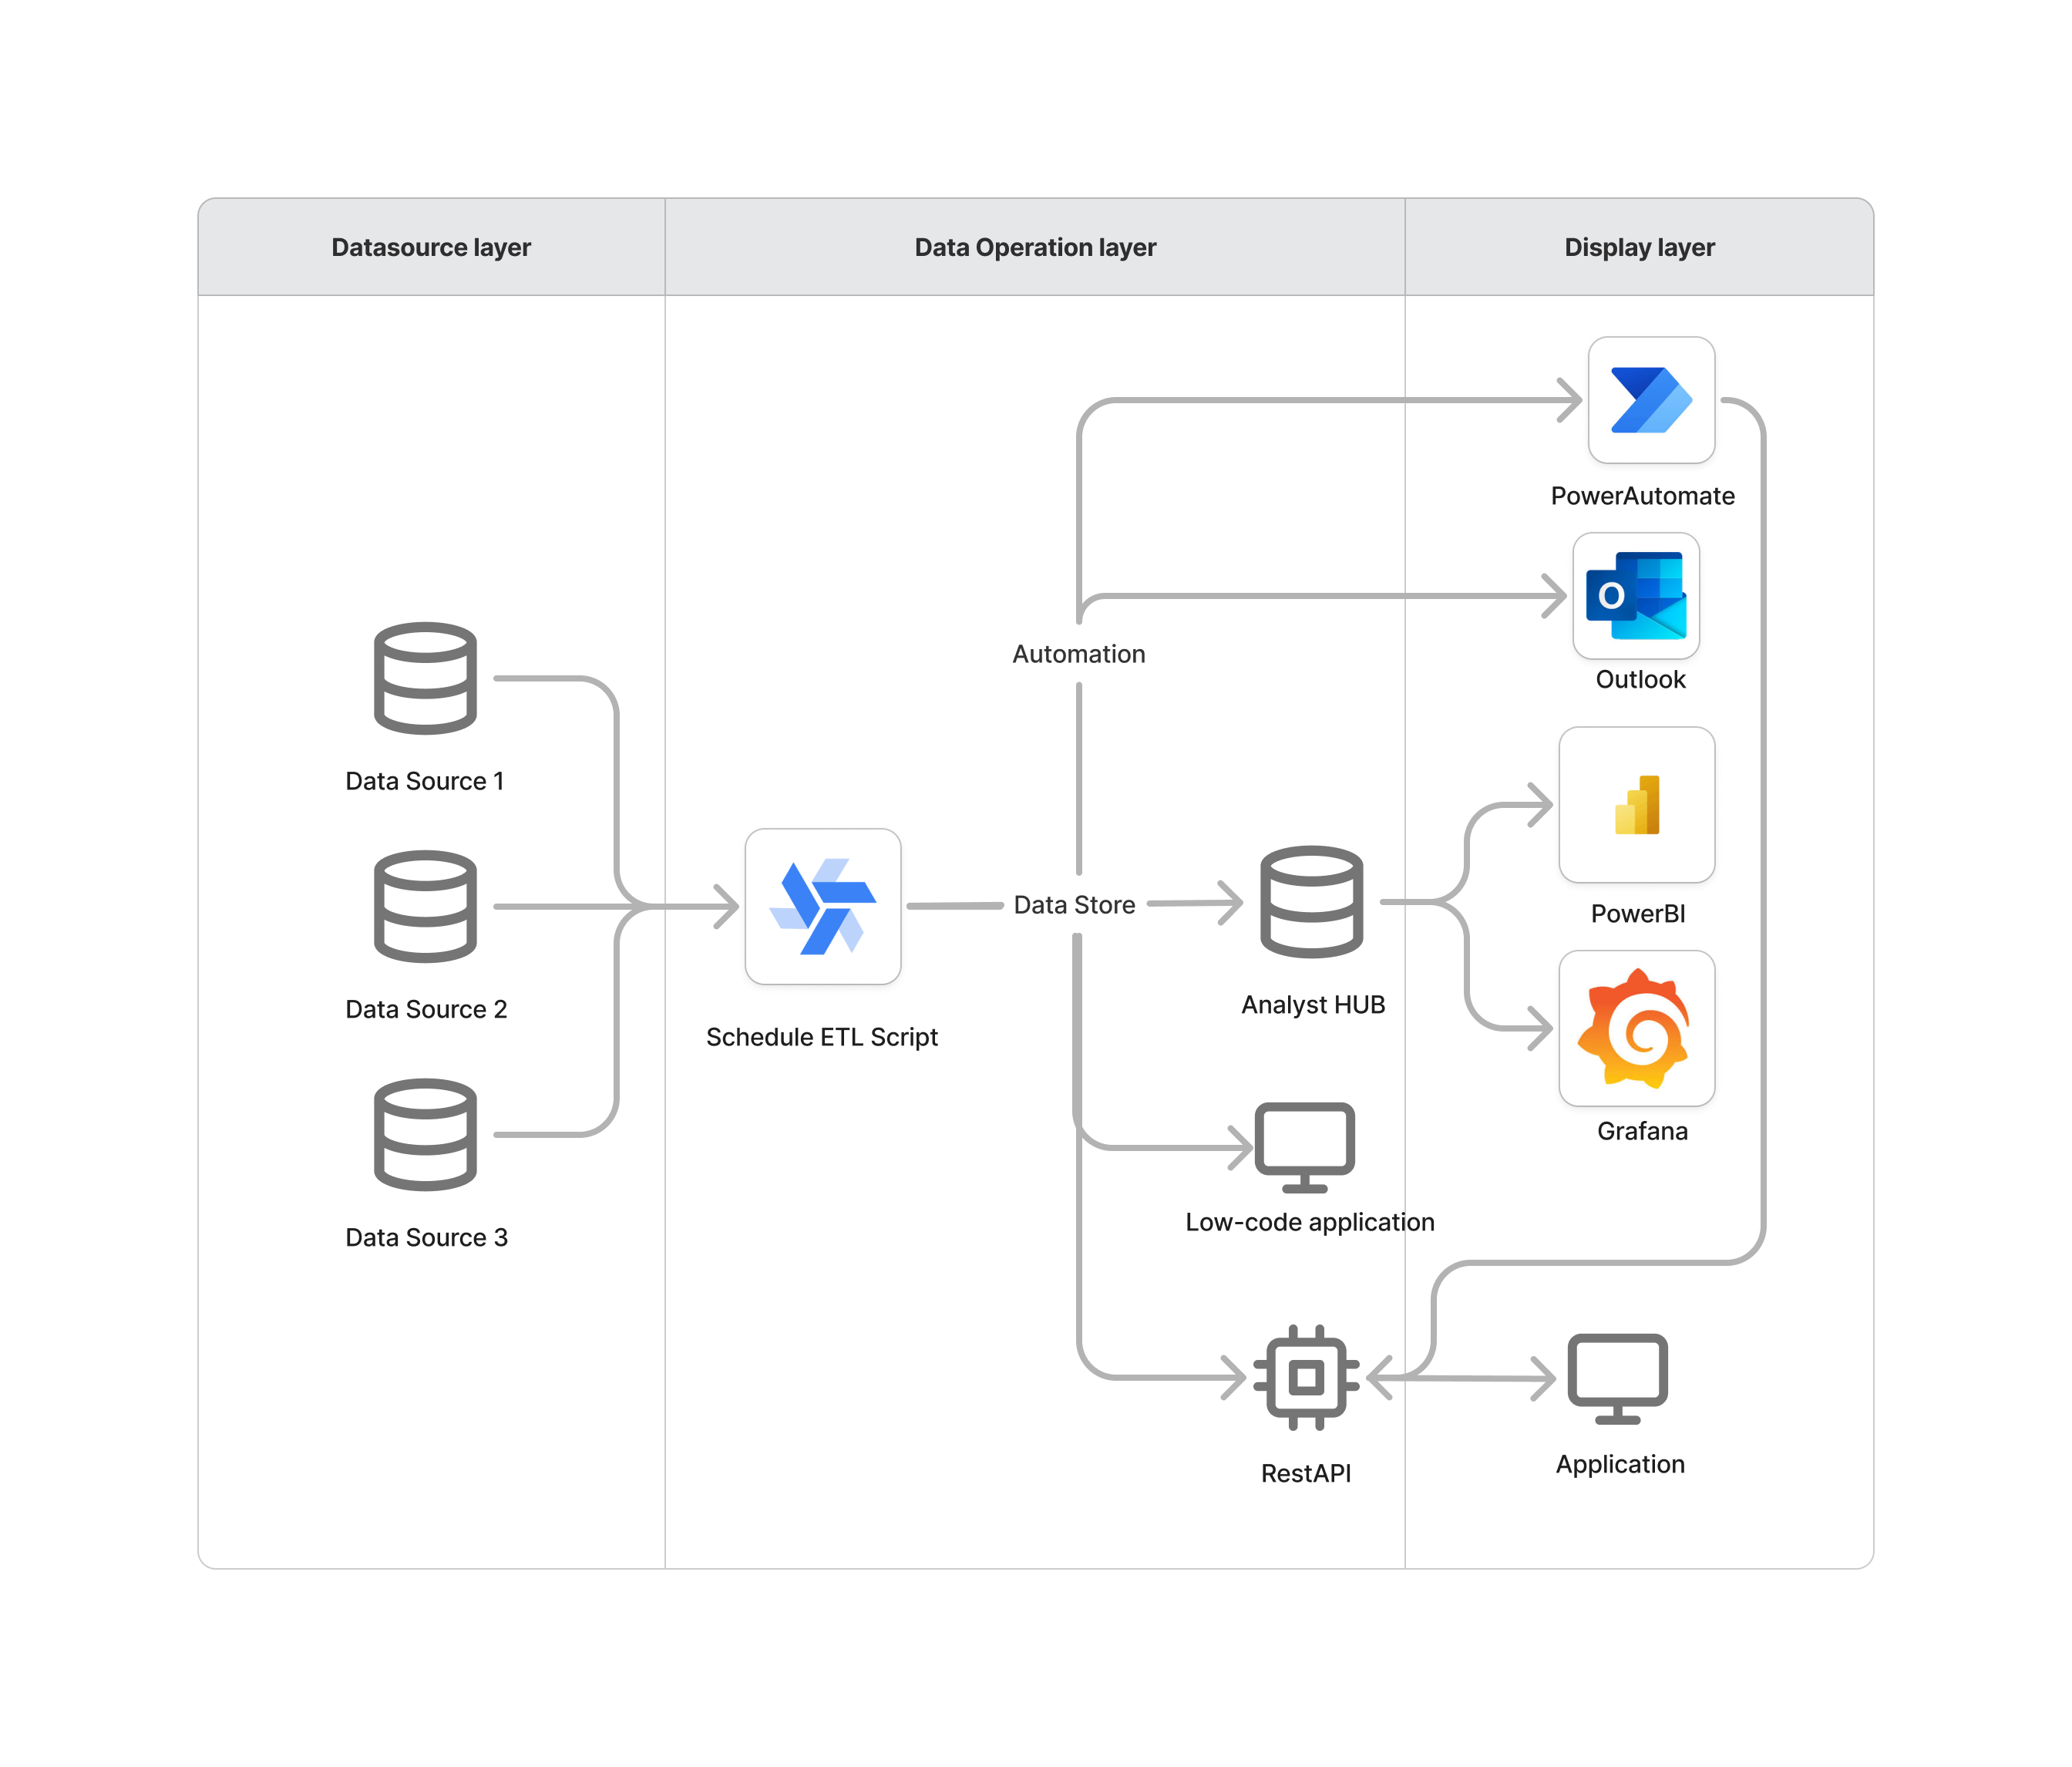 Datasource layer
Data Operation layer
Display layer
PowerAutomate
O
Outlook
Automation
Data Source 1
Data Store
PowerBI
Data Source 2
Analyst HUB
Schedule ETL Script
Grafana
Low-code application
Data Source 3
RestAPI
Application